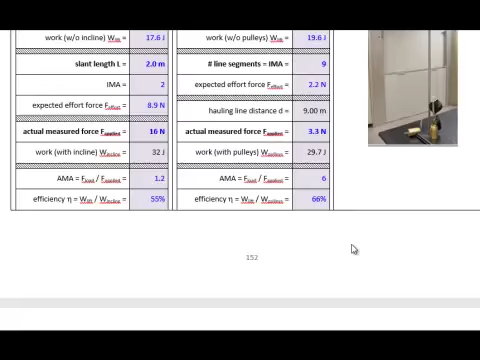 work (w/o incline) Wlift = 17.6 J
slant length L = 2.0 m
IMA = 2
expected effort force Feffort = 8.9 N
actual measured force Fapplied = 16 N
work (with incline) Wincline = 32 J
AMA = Fload / Fapplied = 1.2
efficiency η = Wlift / Wincline = 55%
work (w/o pulleys) Wlift = 19.6 J
# line segments = IMA = 9
expected effort force Feffort = 2.2 N
hauling line distance d = 9.00 m
actual measured force Fapplied = 3.3 N
work (with pulleys) Wpulleys = 29.7 J
AMA = Fload / Fapplied = 6
efficiency η = Wlift / Wpulleys = 66%
152